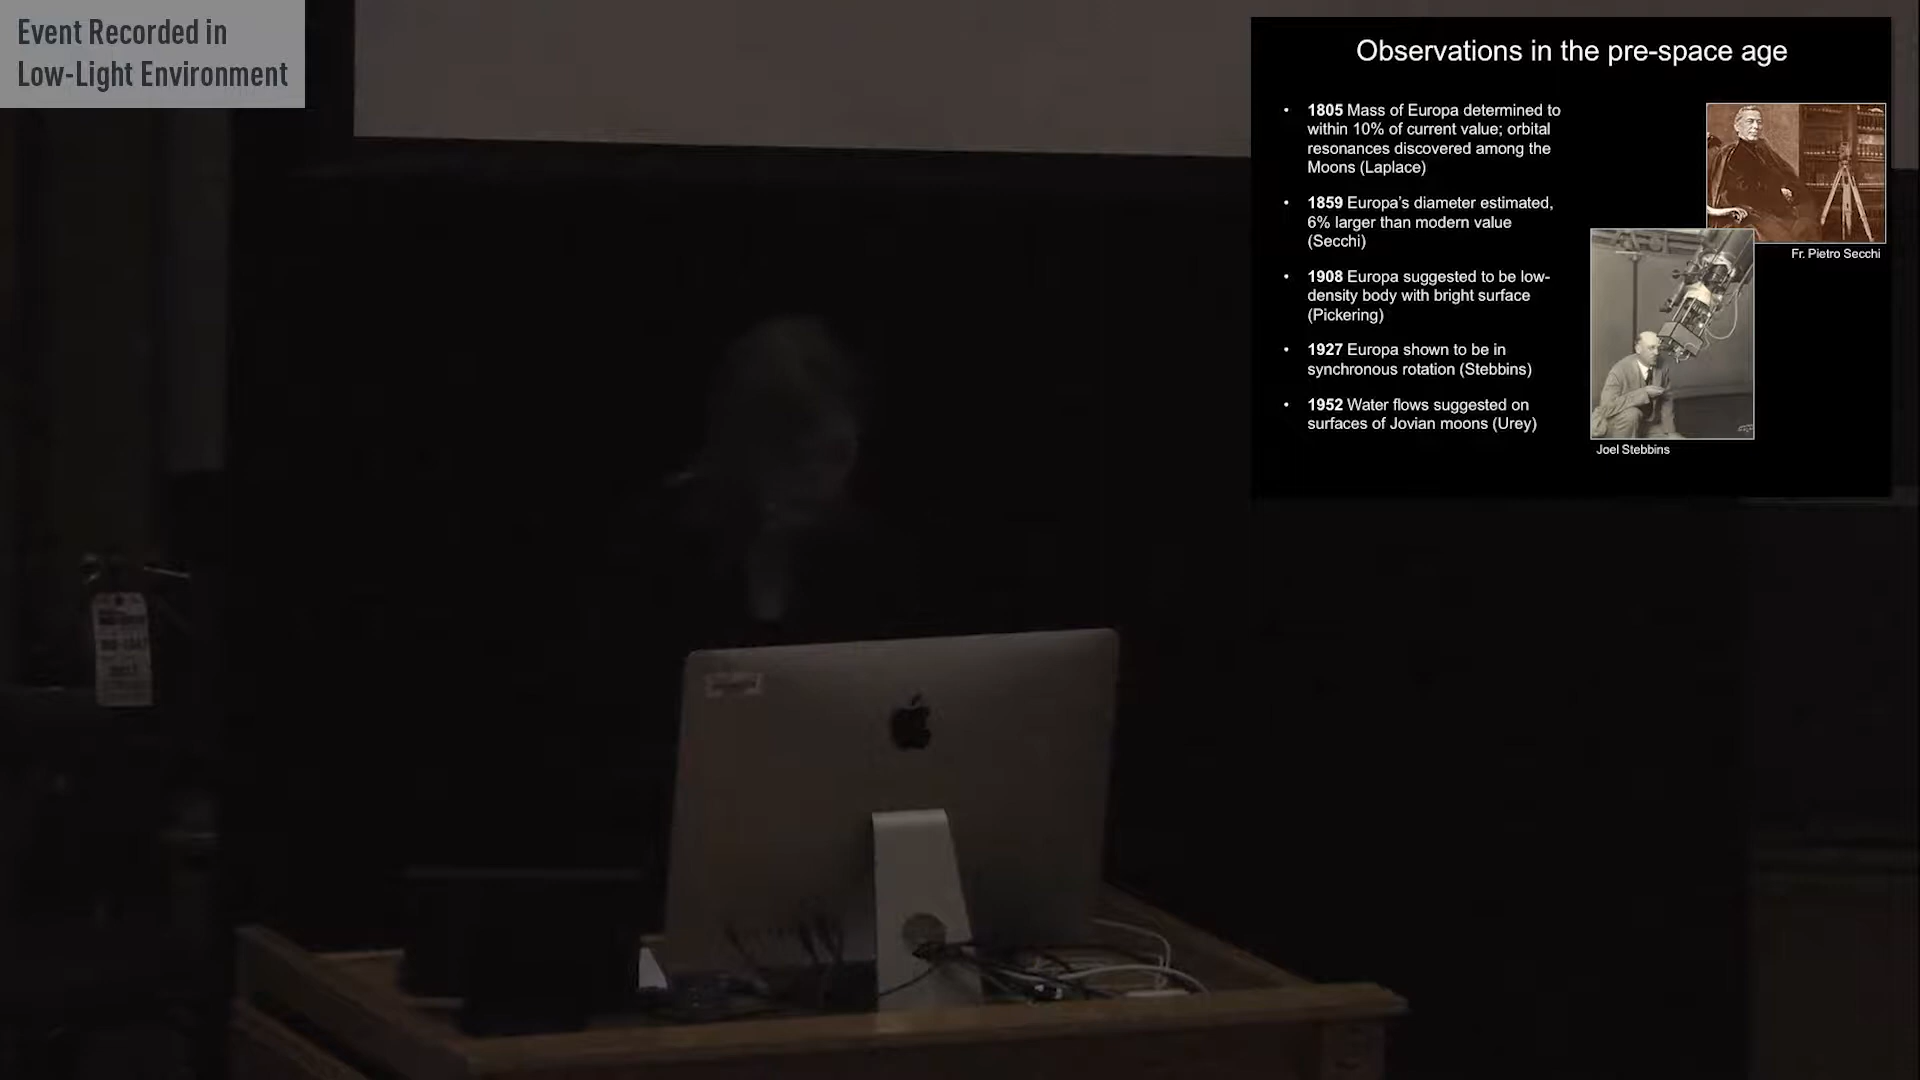 Event Recorded in
Low-Light Environment
Observations in the pre-space age
• 1805 Mass of Europa determined to
within 10% of current value; orbital
resonances discovered among the
Moons (Laplace)
• 1859 Europa’s diameter estimated,
6% larger than modern value
(Secchi)
• 1908 Europa suggested to be low-
density body with bright surface
(Pickering)
• 1927 Europa shown to be in
synchronous rotation (Stebbins)
• 1952 Water flows suggested on
surfaces of Jovian moons (Urey)
Fr. Pietro Secchi
Joel Stebbins